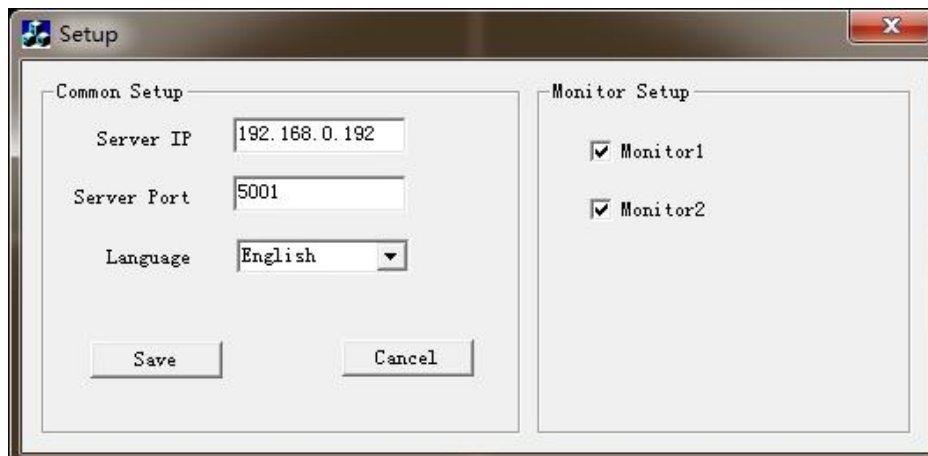 Setup
Common Setup
Server IP 192.168.0.192
Server Port 5001
Language English
Save Cancel
Monitor Setup
Monitor1
Monitor2